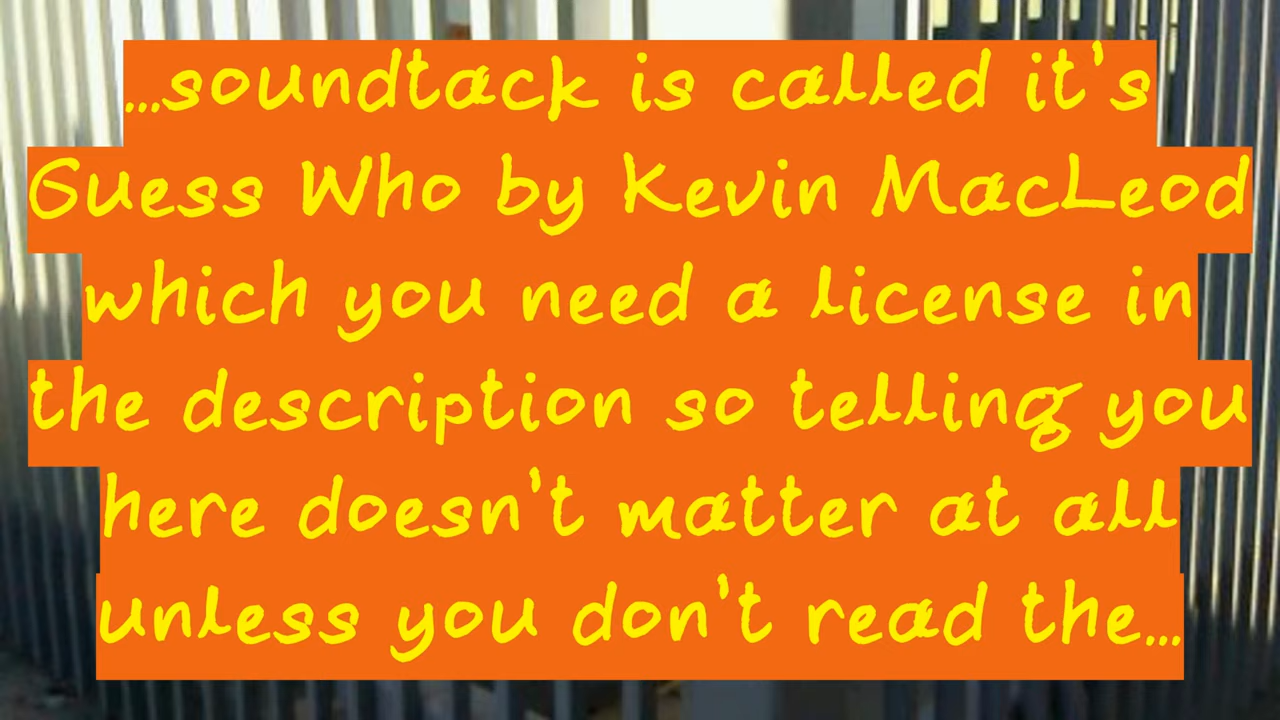 ...soundtack is called it's
Guess Who by Kevin MacLeod
which you need a license in
the description so telling you
here doesn't matter at all
unless you don't read the...